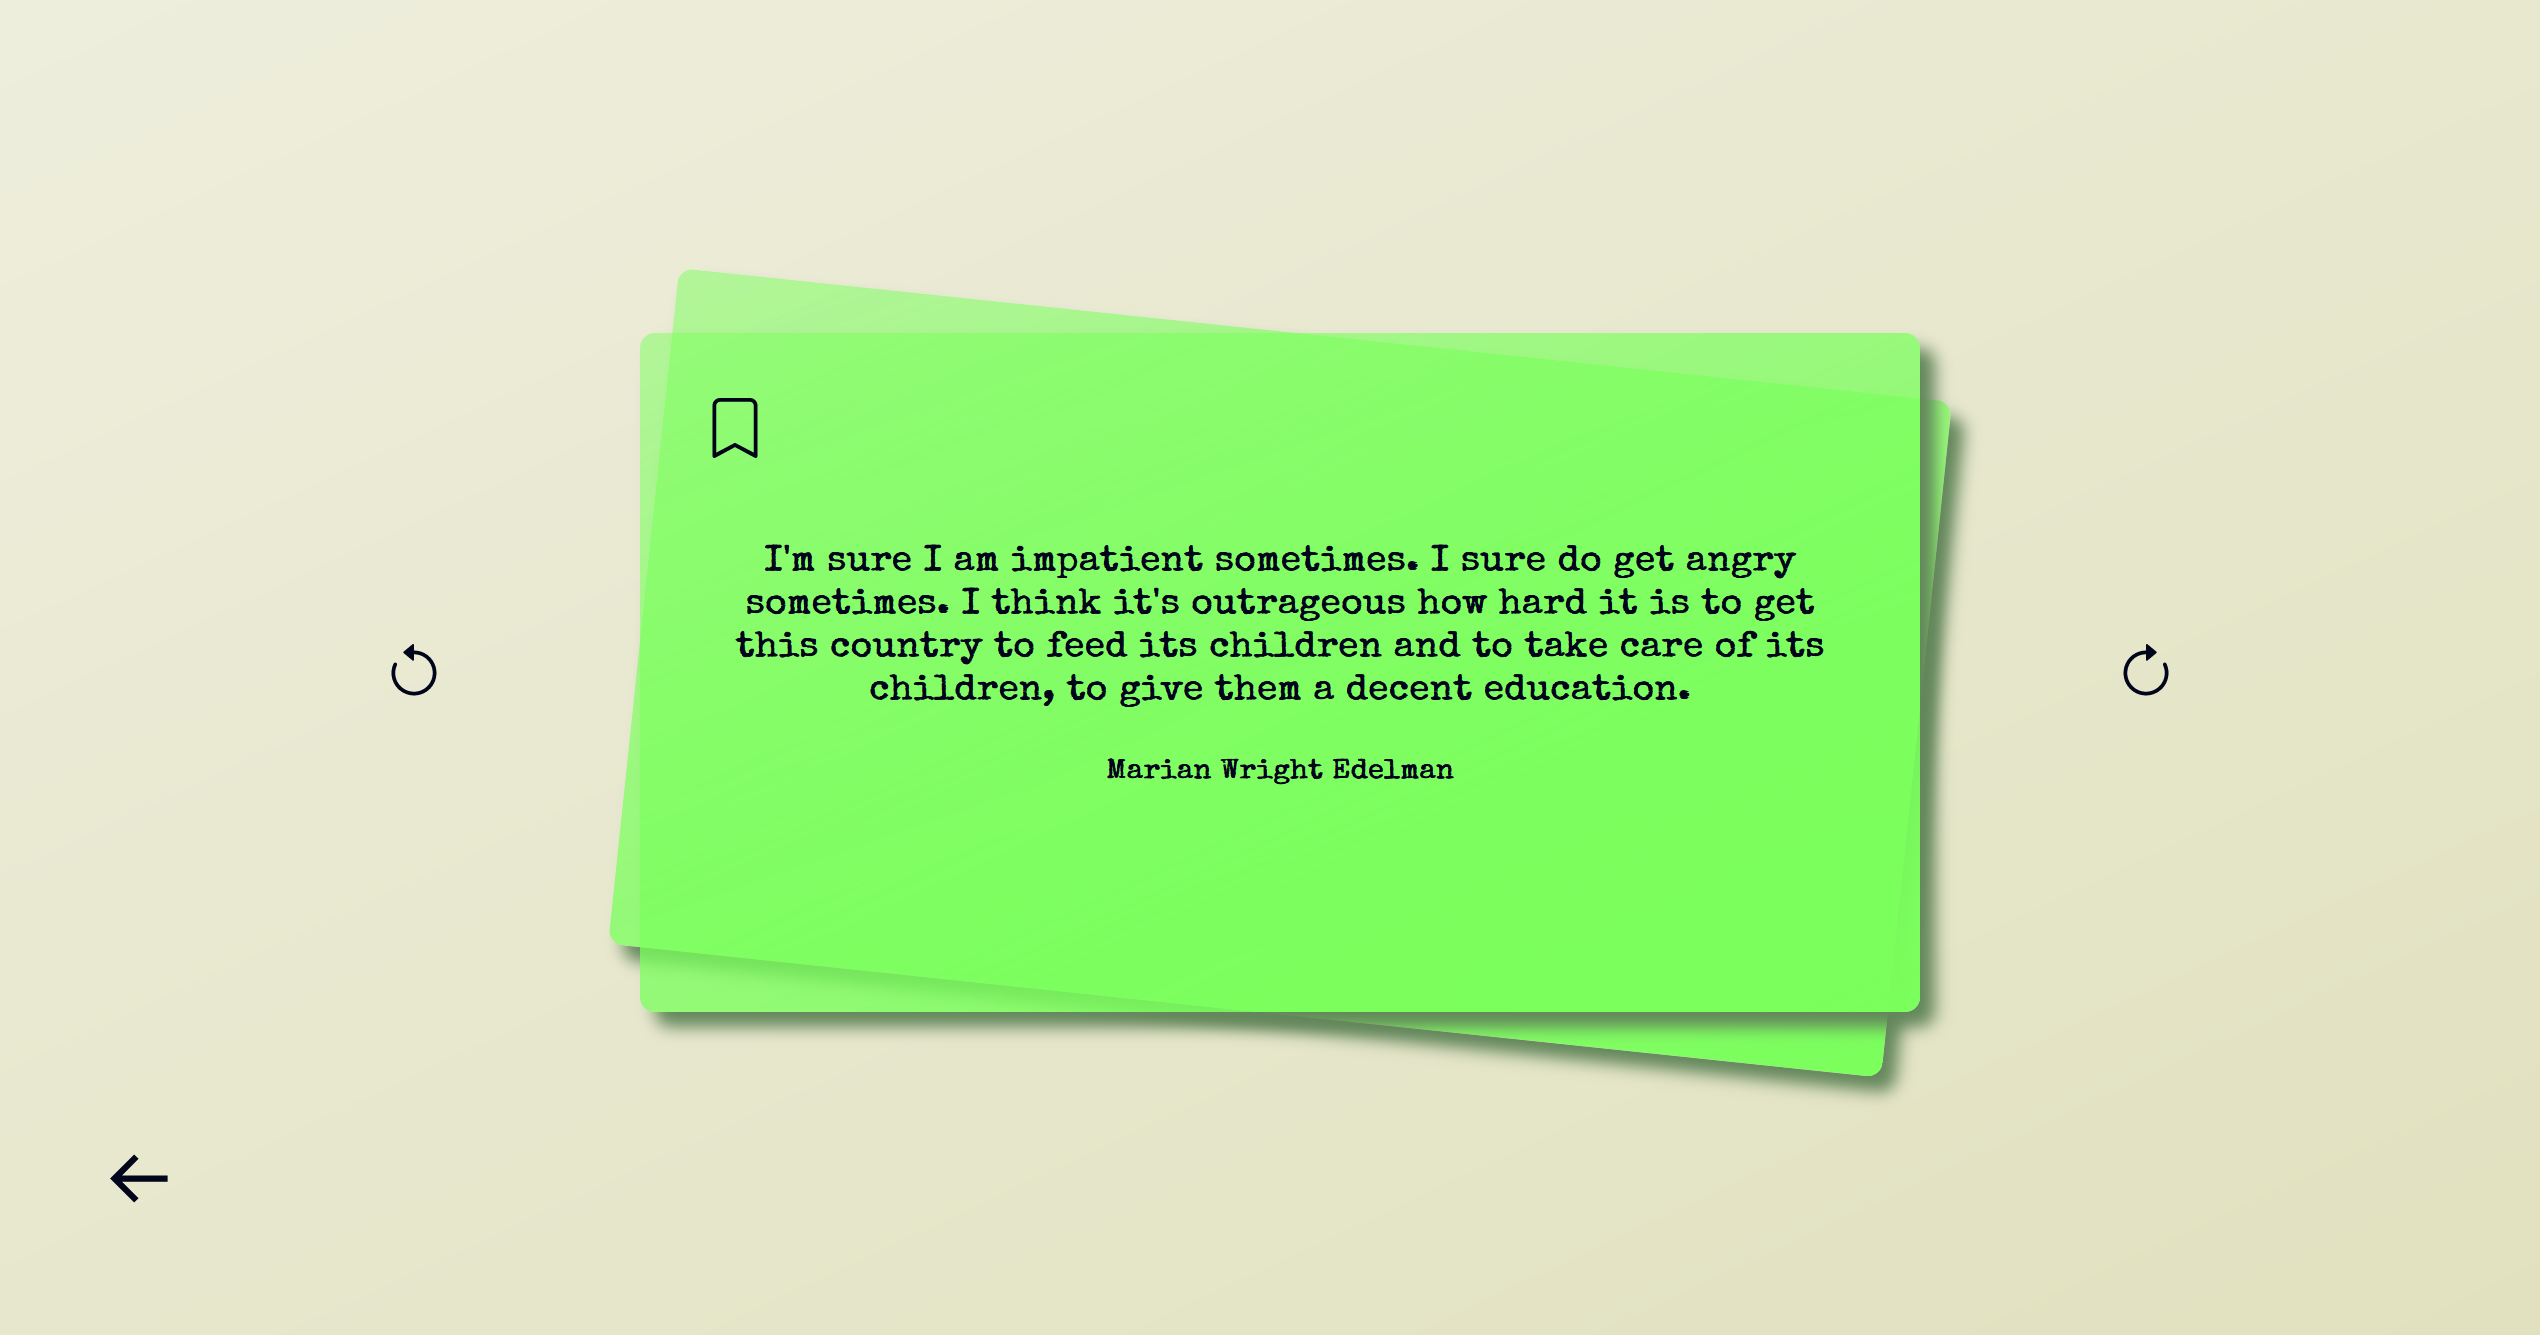 I'm sure I am impatient sometimes. I sure do get angry
sometimes. I think it's outrageous how hard it is to get
this country to feed its children and to take care of its
children, to give them a decent education.
Marian Wright Edelman